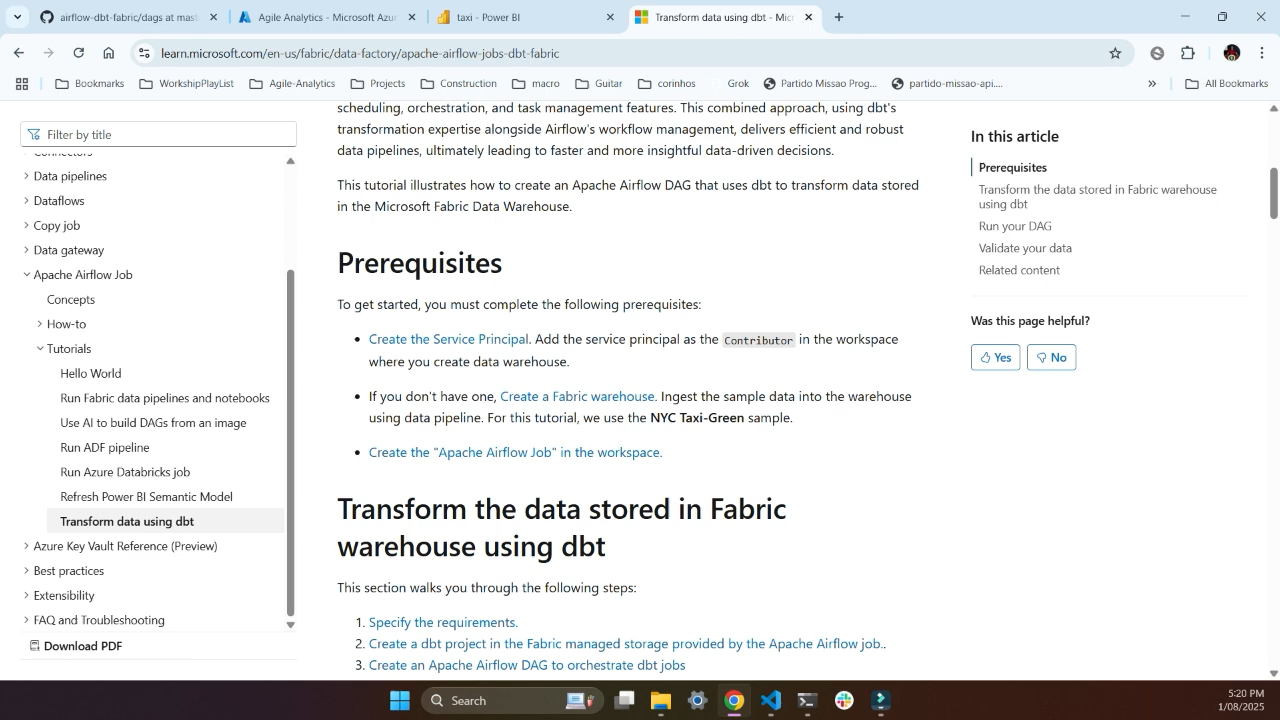 airflow-dbt-fabric/dags at mast
Agile Analytics - Microsoft Azur
taxi - Power BI
Transform data using dbt - Micr
learn.microsoft.com/en-us/fabric/data-factory/apache-airflow-jobs-dbt-fabric
Bookmarks
WorkshipPlayList
Agile-Analytics
Projects
Construction
macro
Guitar
corinhos
Grok
Partido Missao Prog...
partido-missao-api....
»
All Bookmarks
Filter by title
Connectors
Data pipelines
Dataflows
Copy job
Data gateway
Apache Airflow Job
Concepts
How-to
Tutorials
Hello World
Run Fabric data pipelines and notebooks
Use AI to build DAGs from an image
Run ADF pipeline
Run Azure Databricks job
Refresh Power BI Semantic Model
Transform data using dbt
Azure Key Vault Reference (Preview)
Best practices
Extensibility
FAQ and Troubleshooting
Download PDF
scheduling, orchestration, and task management features. This combined approach, using dbt's
transformation expertise alongside Airflow's workflow management, delivers efficient and robust
data pipelines, ultimately leading to faster and more insightful data-driven decisions.
This tutorial illustrates how to create an Apache Airflow DAG that uses dbt to transform data stored
in the Microsoft Fabric Data Warehouse.
Prerequisites
To get started, you must complete the following prerequisites:
• Create the Service Principal. Add the service principal as the Contributor in the workspace
where you create data warehouse.
• If you don't have one, Create a Fabric warehouse. Ingest the sample data into the warehouse
using data pipeline. For this tutorial, we use the NYC Taxi-Green sample.
• Create the "Apache Airflow Job" in the workspace.
Transform the data stored in Fabric
warehouse using dbt
This section walks you through the following steps:
1. Specify the requirements.
2. Create a dbt project in the Fabric managed storage provided by the Apache Airflow job..
3. Create an Apache Airflow DAG to orchestrate dbt jobs
In this article
Prerequisites
Transform the data stored in Fabric warehouse
using dbt
Run your DAG
Validate your data
Related content
Was this page helpful?
Yes
No
Search
5:20 PM
1/08/2025